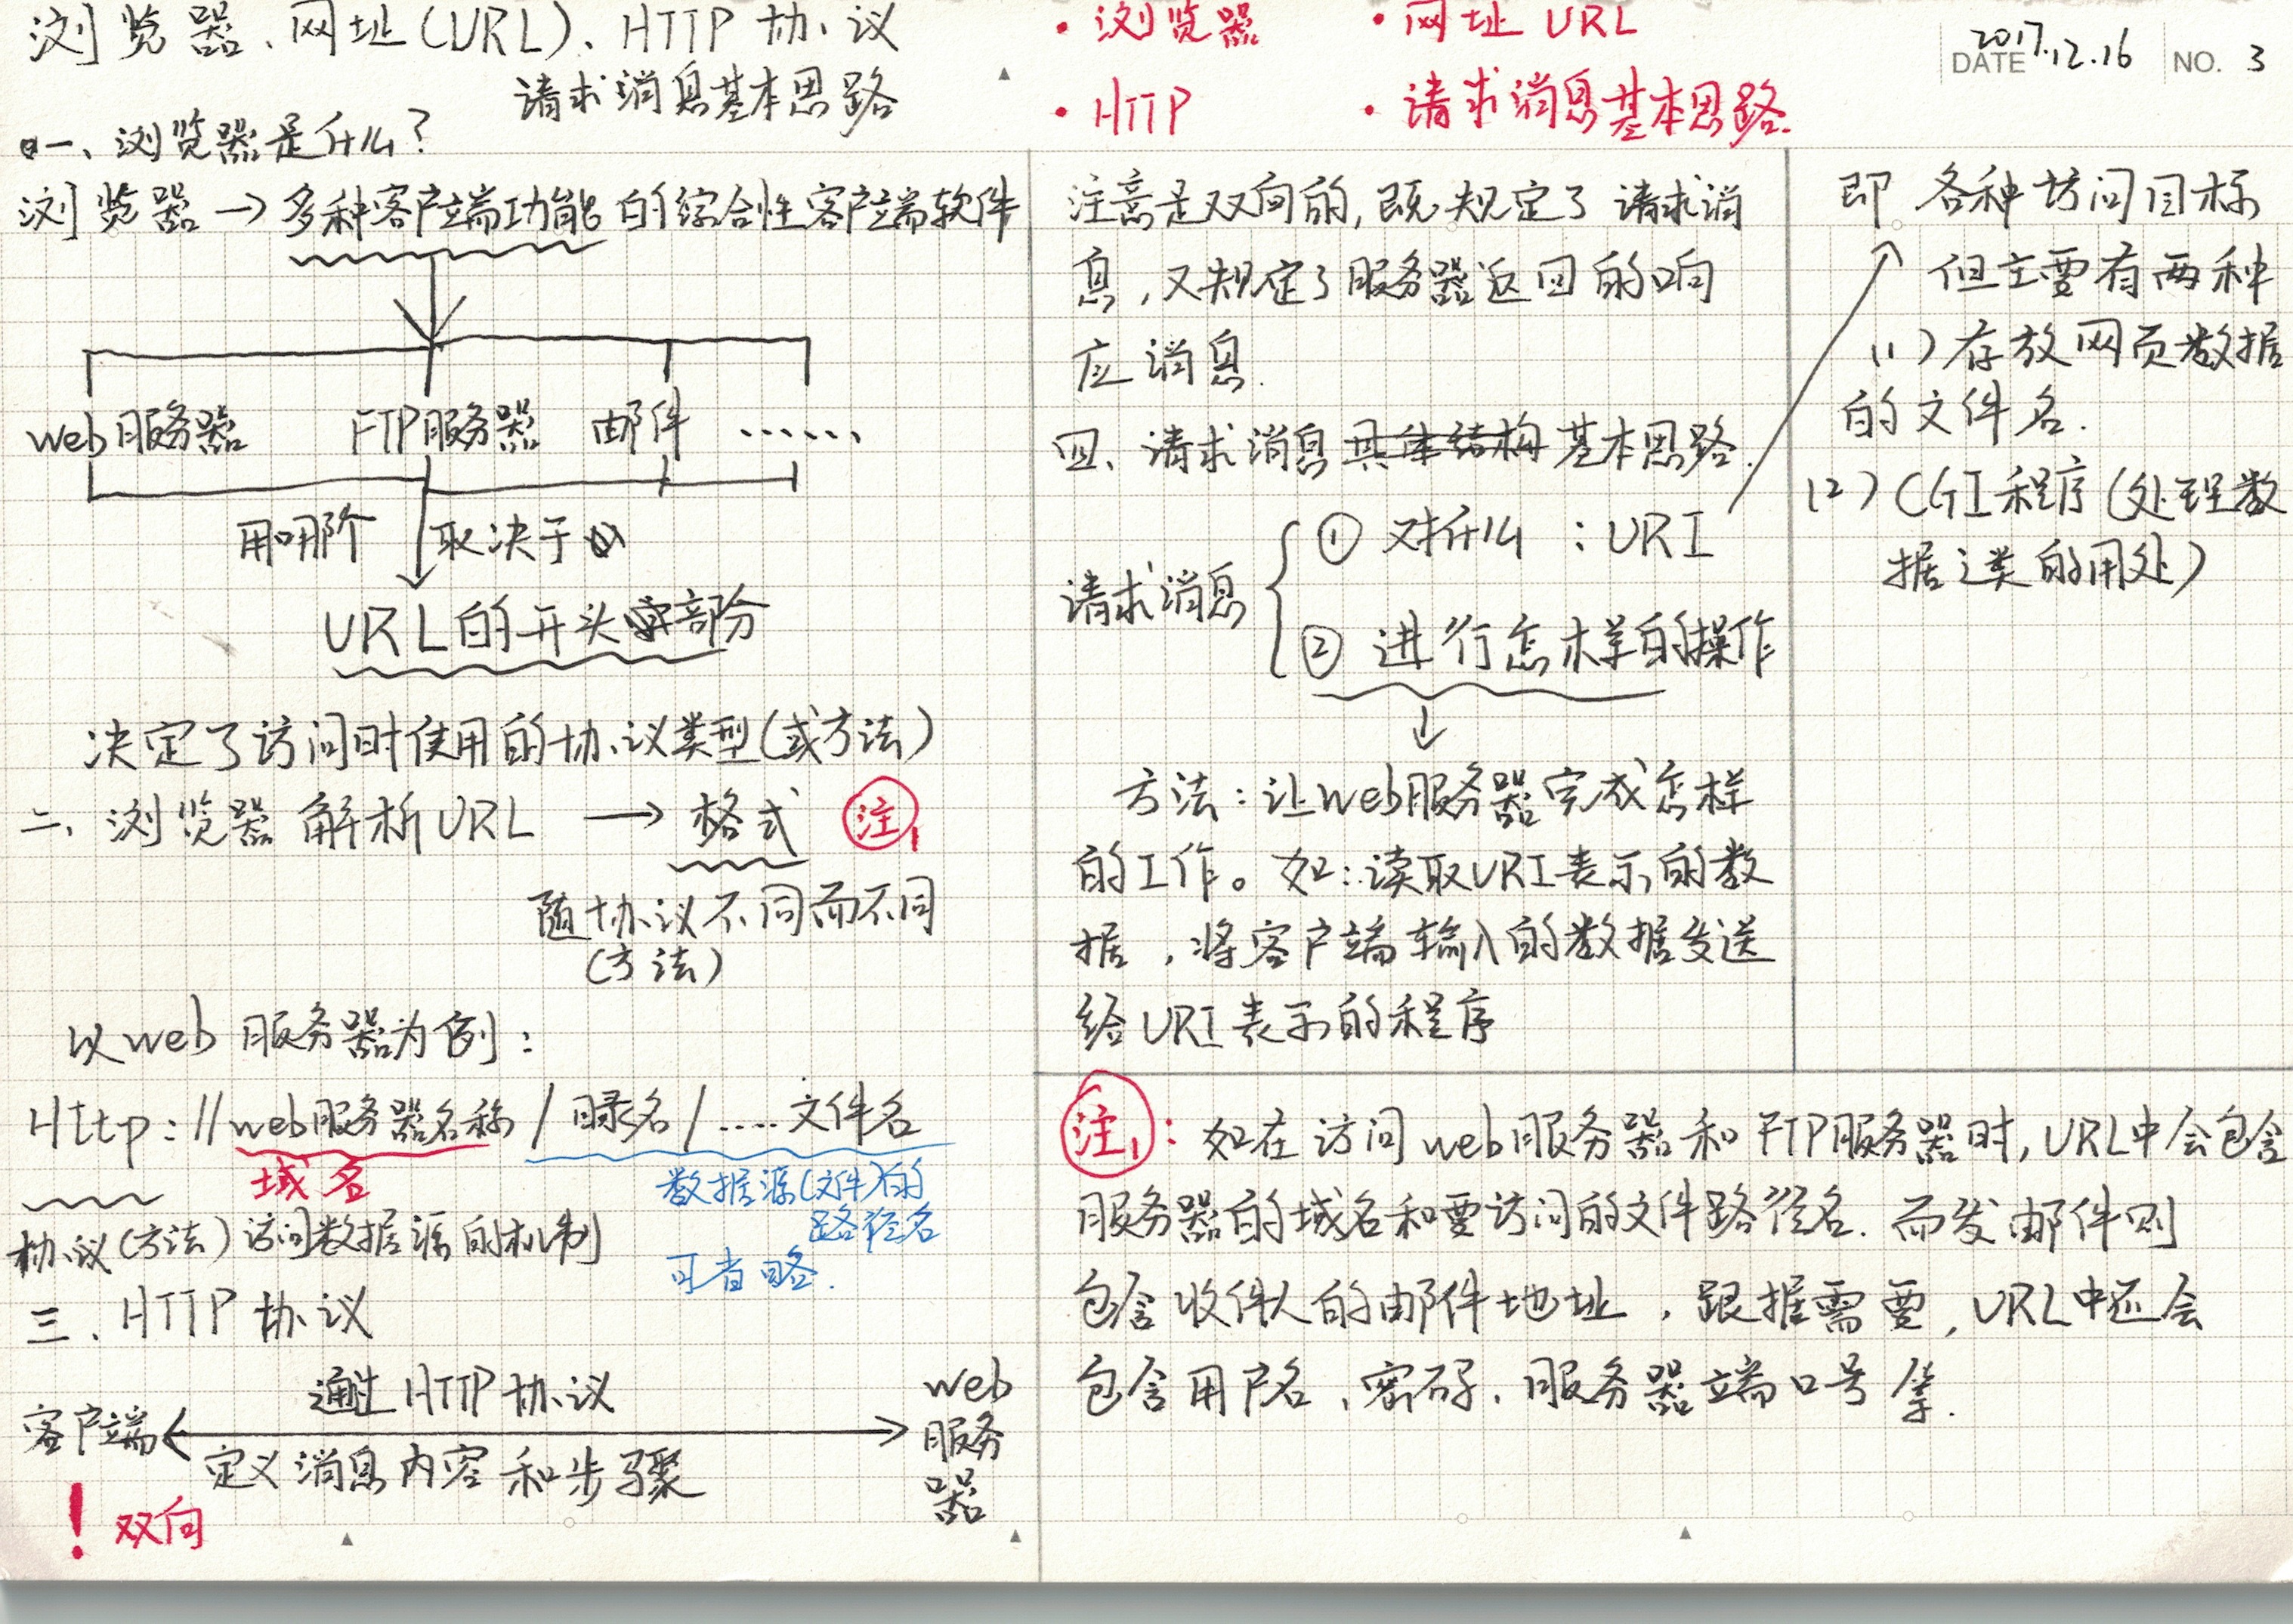 浏览器、网址(URL)、HTTP协议
请求消息基本思路
• 浏览器
• 网址 URL
• HTTP
• 请求消息基本思路.
2017.12.16
DATE
NO. 3
一、浏览器是什么?
浏览器→多种客户端功能的综合性客户端软件
web服务器 FTP服务器 邮件 ······
用哪个 取决于
URL的开头部分
决定了访问时使用的协议类型(或方法)
二、浏览器解析URL → 格式 注1
随协议不同而不同
(方法)
以web服务器为例:
Http://web服务器名称/目录名/....文件名
域名
数据源(文件)的
路径名
可省略.
协议(方法)访问数据源的机制
三、HTTP协议
通过HTTP协议
客户端
web
服务
器
定义消息内容和步骤
! 双向
注意是双向的,既规定了请求消
息,又规定了服务器返回的响
应消息.
四、请求消息具体结构基本思路.
请求消息
① 对什么:URI
② 进行怎样的操作
方法:让web服务器完成怎样
的工作。如:读取URI表示的数
据,将客户端输入的数据发送
给URI表示的程序
即 各种访问目标
但主要有两种
(1)存放网页数据
的文件名.
(2)CGI程序(处理数
据之类的用处)
注1:如在访问web服务器和FTP服务器时,URL中会包含
服务器的域名和要访问的文件路径名.而发邮件则
包含收件人的邮件地址,跟据需要,URL中还会
包含用户名、密码、服务器端口号等.